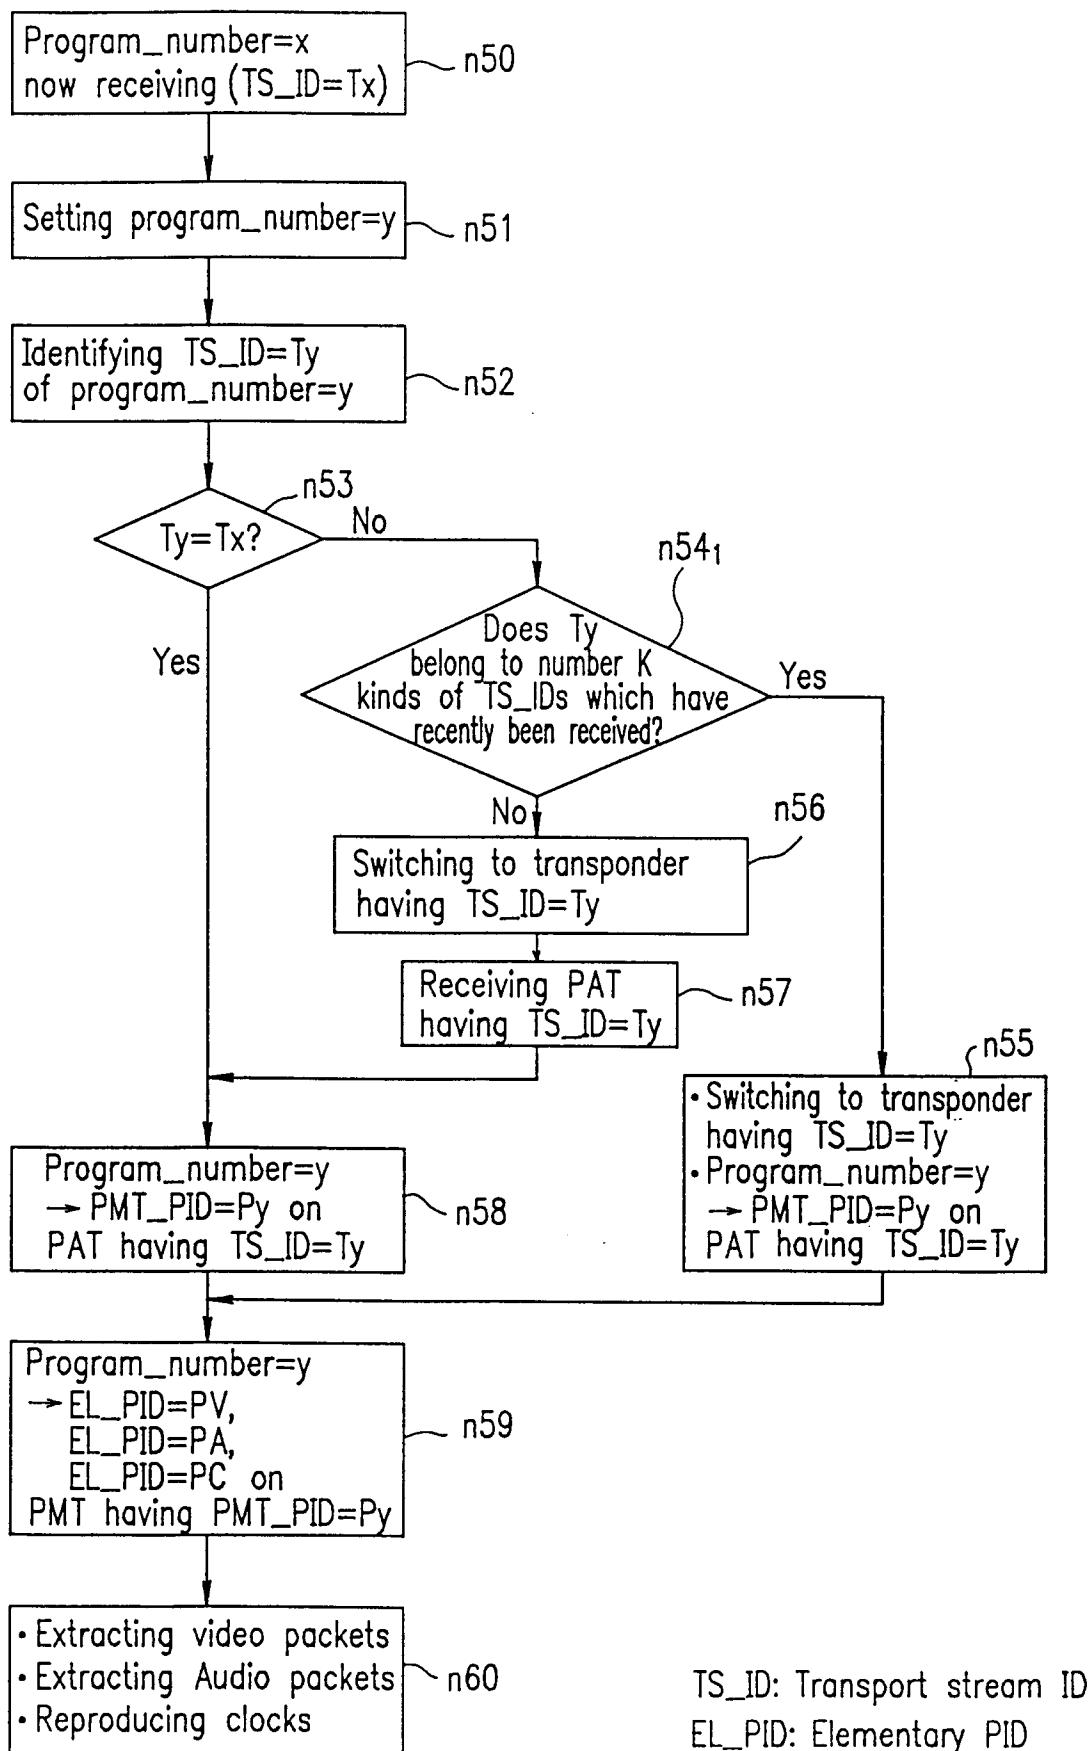 Program_number=x
now receiving (TS_ID=Tx)
n50
Setting program_number=y
n51
Identifying TS_ID=Ty
of program_number=y
n52
n53
Ty=Tx?
No
Yes
n54₁
Does Ty
belong to number K
kinds of TS_IDs which have
recently been received?
Yes
No
n56
Switching to transponder
having TS_ID=Ty
Receiving PAT
having TS_ID=Ty
n57
n55
• Switching to transponder
having TS_ID=Ty
• Program_number=y
→ PMT_PID=Py on
PAT having TS_ID=Ty
Program_number=y
→ PMT_PID=Py on
PAT having TS_ID=Ty
n58
Program_number=y
→ EL_PID=PV,
EL_PID=PA,
EL_PID=PC on
PMT having PMT_PID=Py
n59
• Extracting video packets
• Extracting Audio packets
• Reproducing clocks
n60
TS_ID: Transport stream ID
EL_PID: Elementary PID